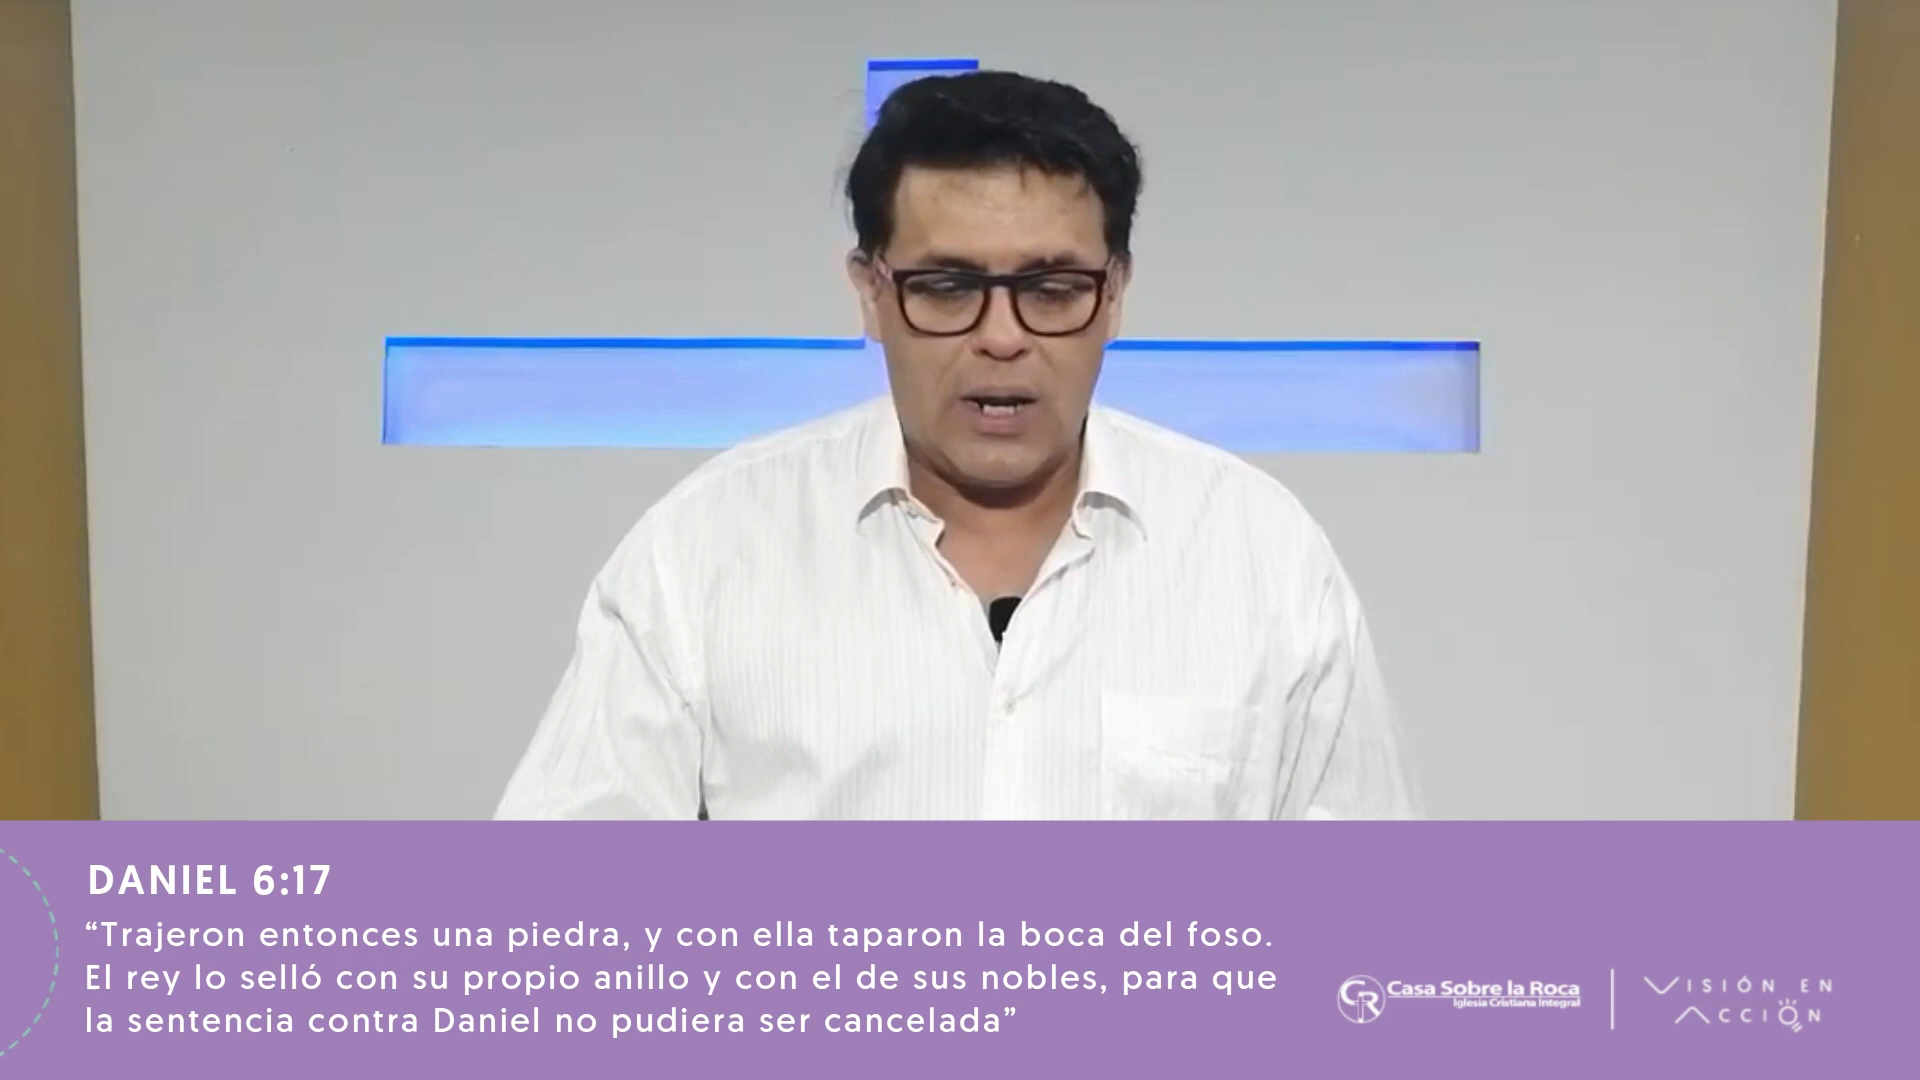 DANIEL 6:17
“Trajeron entonces una piedra, y con ella taparon la boca del foso.
El rey lo selló con su propio anillo y con el de sus nobles, para que
la sentencia contra Daniel no pudiera ser cancelada”
CR Casa Sobre la Roca
Iglesia Cristiana Integral
VISIÓN EN
ACCIÓN